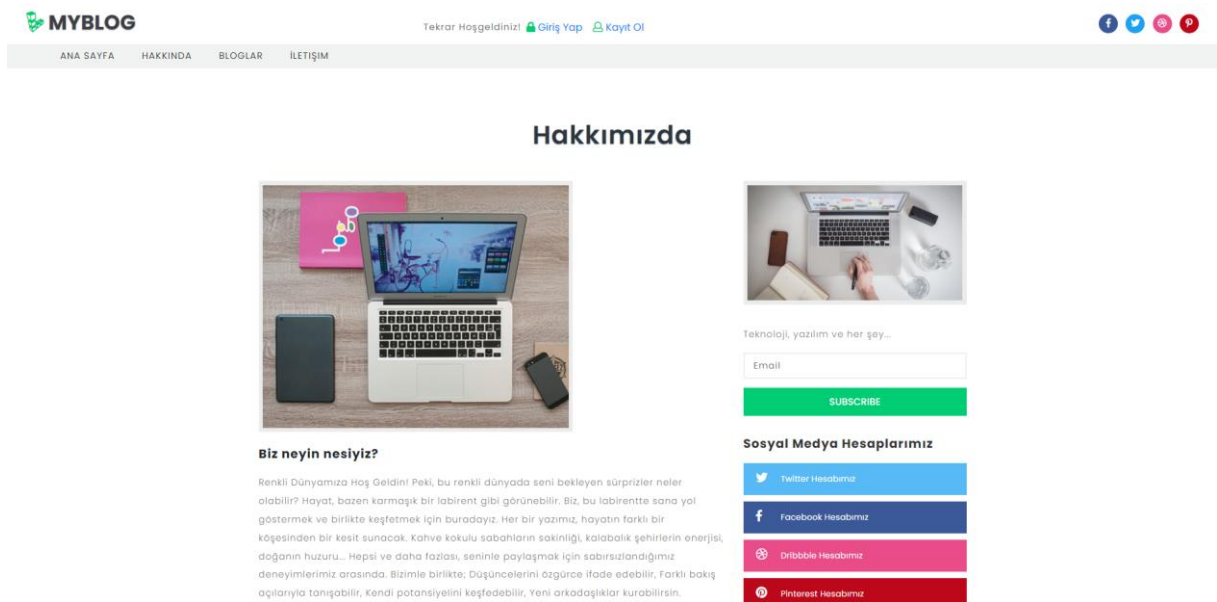 MYBLOG
Tekrar Hoşgeldiniz! Giriş Yap Kayıt Ol
ANA SAYFA HAKKINDA BLOGLAR İLETIŞIM
Hakkımızda
logo
Teknoloji, yazılım ve her şey...
Email
SUBSCRIBE
Biz neyin nesiyiz?
Renkli Dünyamıza Hoş Geldin! Peki, bu renkli dünyada seni bekleyen sürprizler neler
olabilir? Hayat, bazen karmaşık bir labirent gibi görünebilir. Biz, bu labirentte sana yol
göstermek ve birlikte keşfetmek için buradayız. Her bir yazımız, hayatın farklı bir
köşesinden bir kesit sunacak. Kahve kokulu sabahların sakinliği, kalabalık şehirlerin enerjisi,
doğanın huzuru... Hepsi ve daha fazlası, seninle paylaşmak için sabırsızlandığımız
deneyimlerimiz arasında. Bizimle birlikte; Düşüncelerini özgürce ifade edebilir, Farklı bakış
açılarıyla tanışabilir, Kendi potansiyelini keşfedebilir, Yeni arkadaşlıklar kurabilirsin.
Sosyal Medya Hesaplarımız
Twitter Hesabımız
Facebook Hesabımız
Dribbble Hesabımız
Pinterest Hesabımız